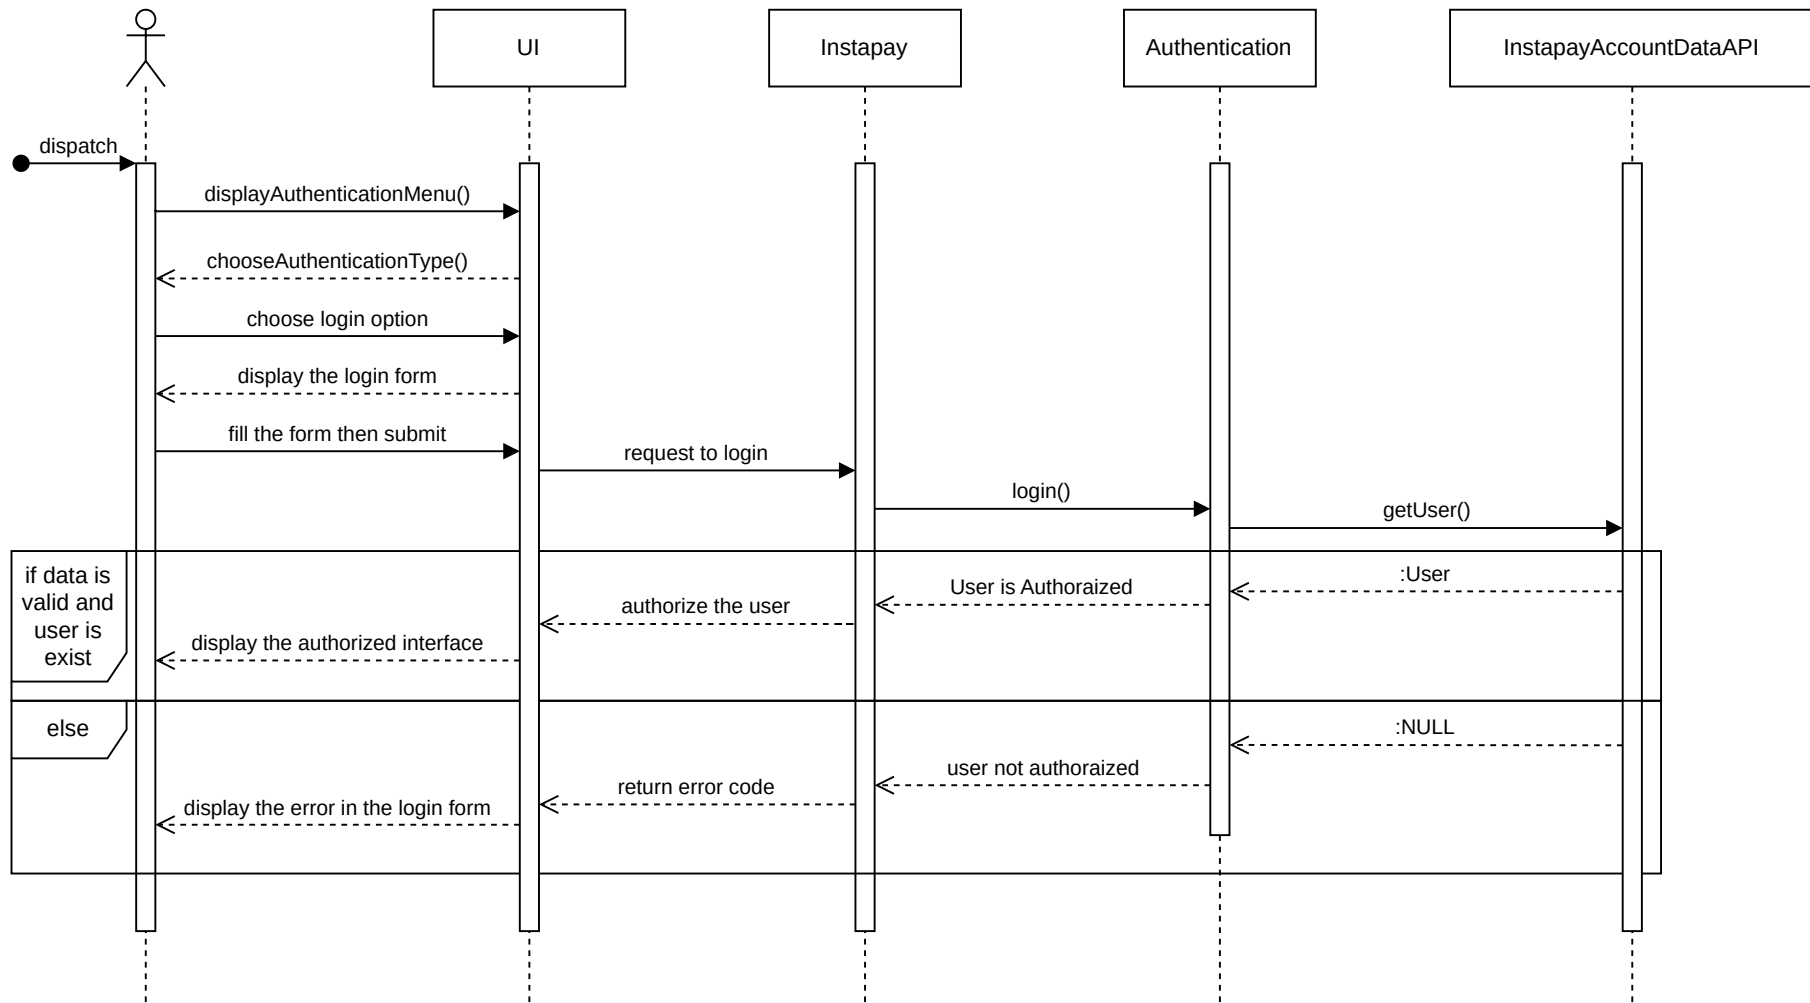 UI
Instapay
Authentication
InstapayAccountDataAPI
dispatch
displayAuthenticationMenu()
chooseAuthenticationType()
choose login option
display the login form
fill the form then submit
request to login
login()
getUser()
if data is
valid and
user is
exist
:User
User is Authoraized
authorize the user
display the authorized interface
else
:NULL
user not authoraized
return error code
display the error in the login form